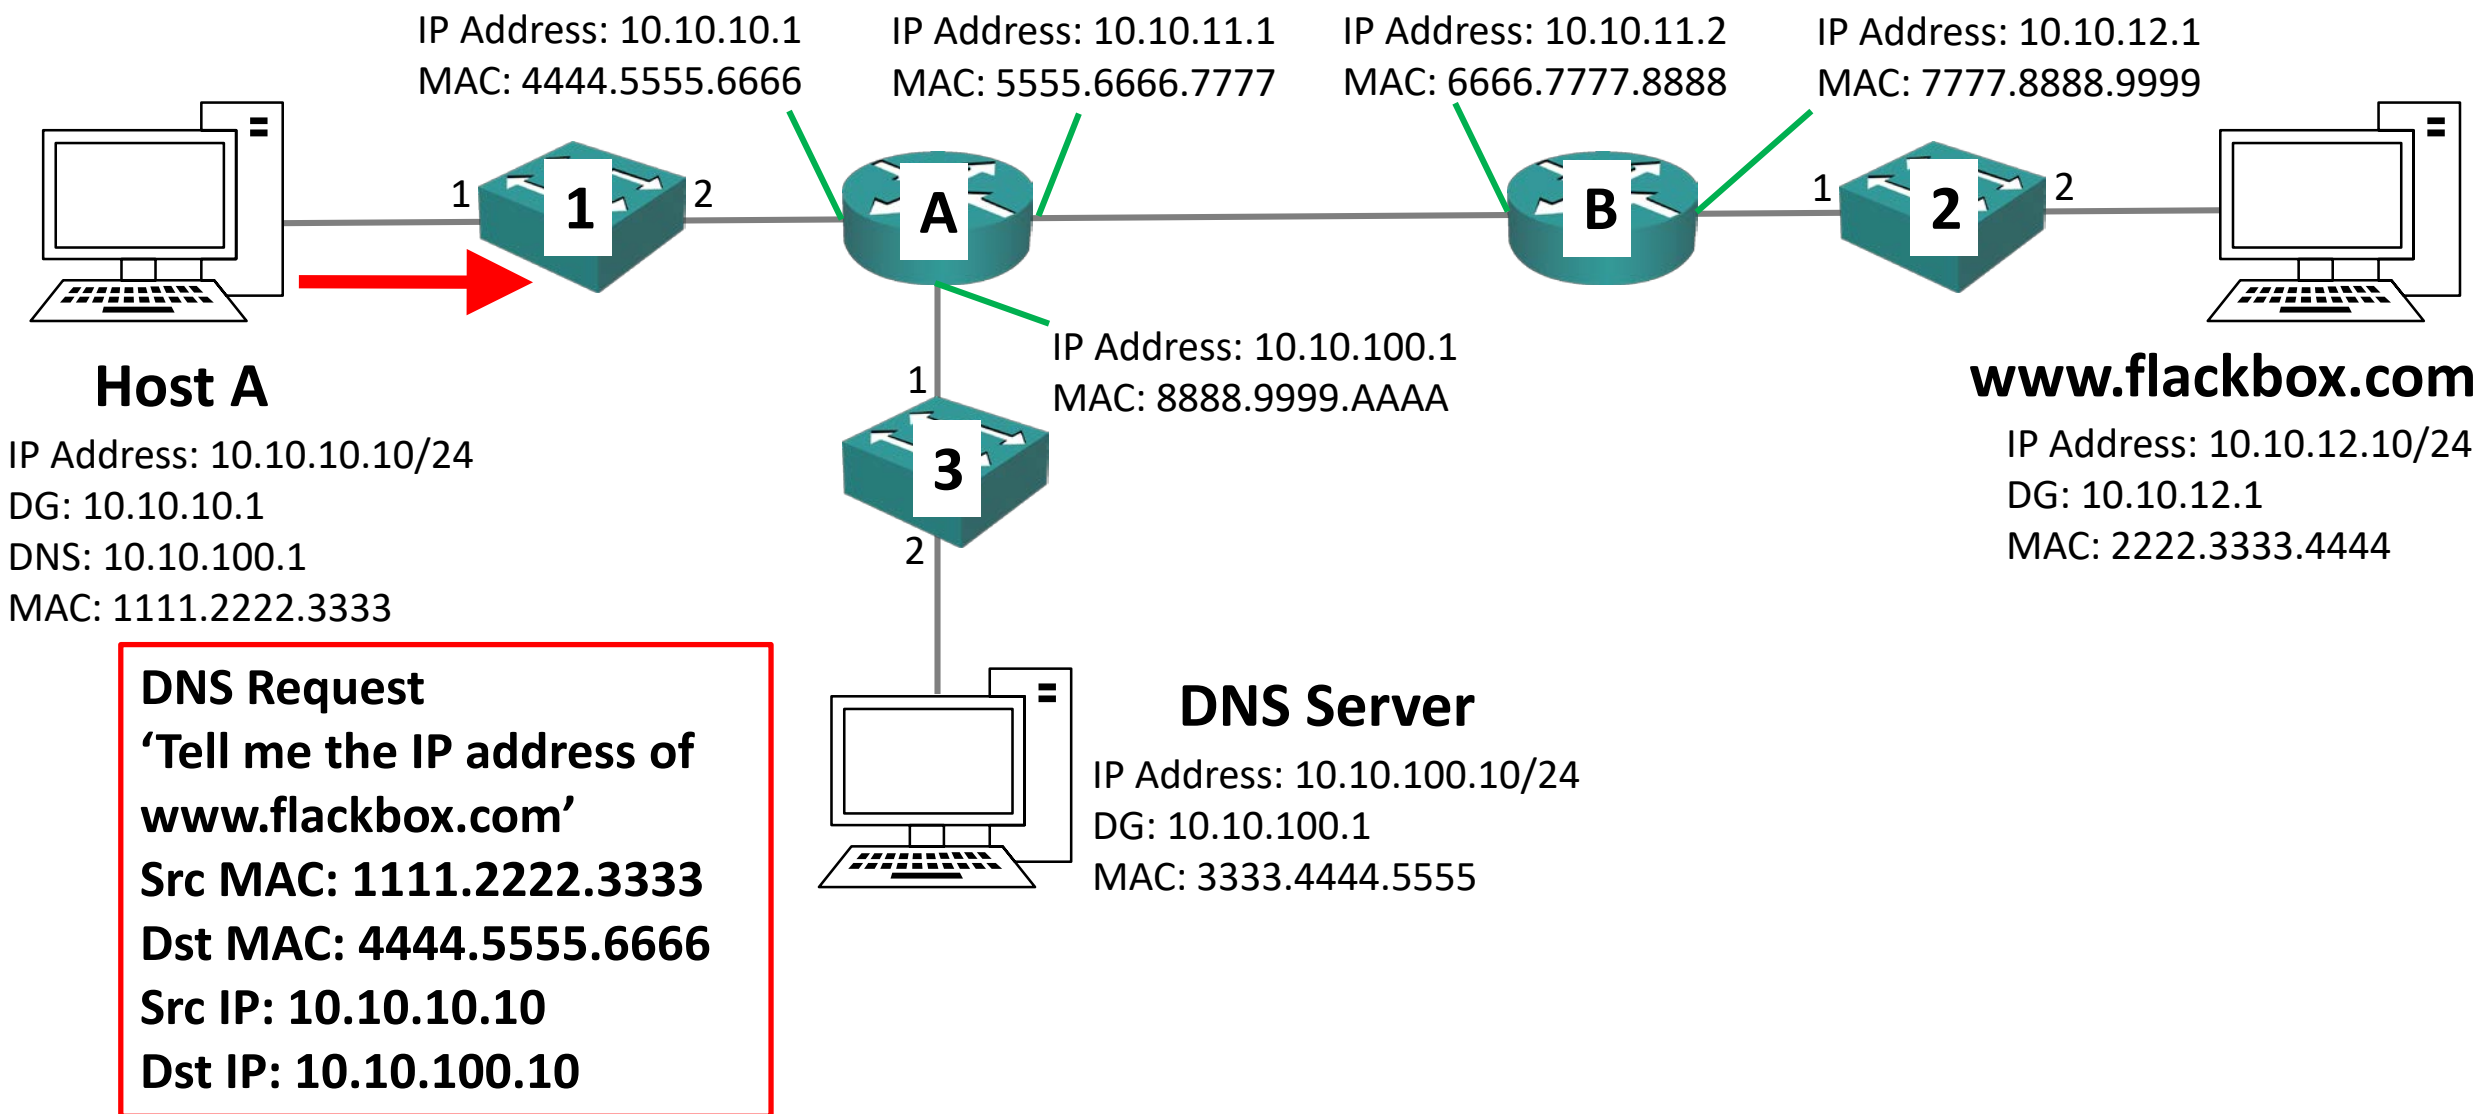 IP Address: 10.10.10.1
MAC: 4444.5555.6666
IP Address: 10.10.11.1
MAC: 5555.6666.7777
IP Address: 10.10.11.2
MAC: 6666.7777.8888
IP Address: 10.10.12.1
MAC: 7777.8888.9999
1
1
2
A
B
1
2
2
IP Address: 10.10.100.1
MAC: 8888.9999.AAAA
Host A
IP Address: 10.10.10.10/24
DG: 10.10.10.1
DNS: 10.10.100.1
MAC: 1111.2222.3333
1
3
2
www.flackbox.com
IP Address: 10.10.12.10/24
DG: 10.10.12.1
MAC: 2222.3333.4444
DNS Request
‘Tell me the IP address of
www.flackbox.com’
Src MAC: 1111.2222.3333
Dst MAC: 4444.5555.6666
Src IP: 10.10.10.10
Dst IP: 10.10.100.10
DNS Server
IP Address: 10.10.100.10/24
DG: 10.10.100.1
MAC: 3333.4444.5555